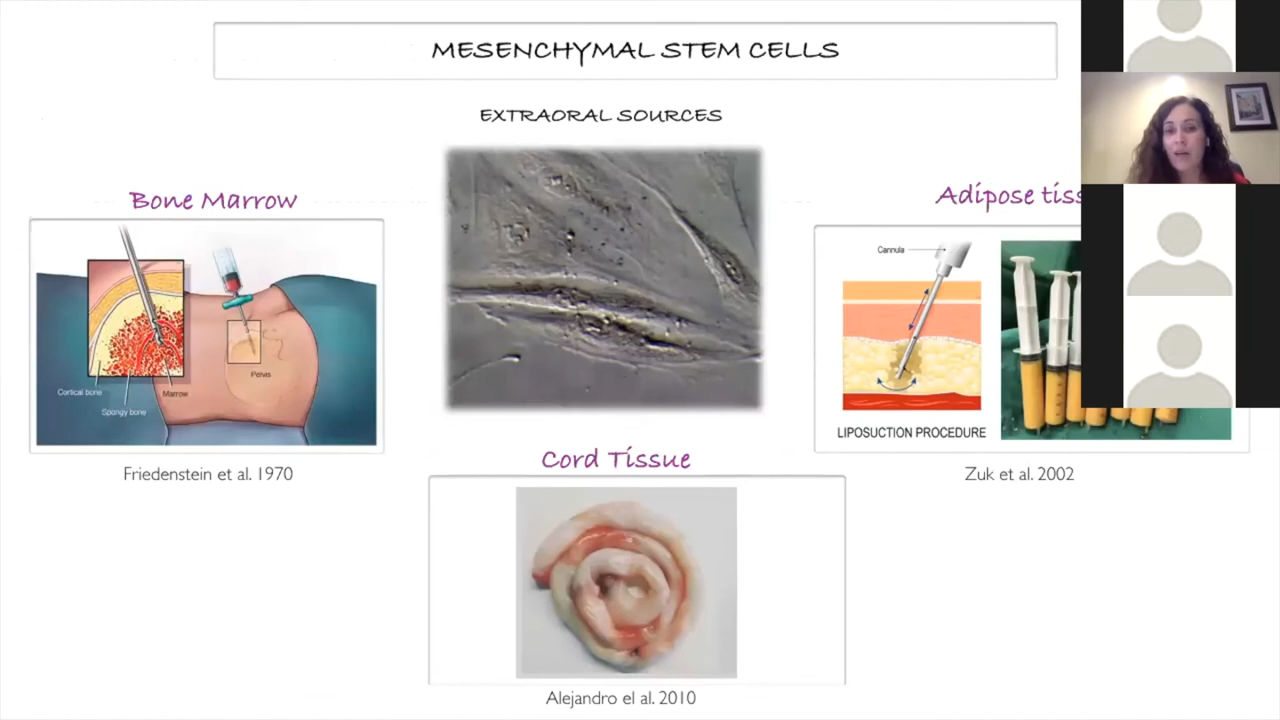 MESENCHYMAL STEM CELLS
EXTRAORAL SOURCES
Bone Marrow
Cortical bone
Spongy bone
Marrow
Pelvis
Friedenstein et al. 1970
Cord Tissue
Alejandro el al. 2010
Adipose tiss
Cannula
LIPOSUCTION PROCEDURE
Zuk et al. 2002